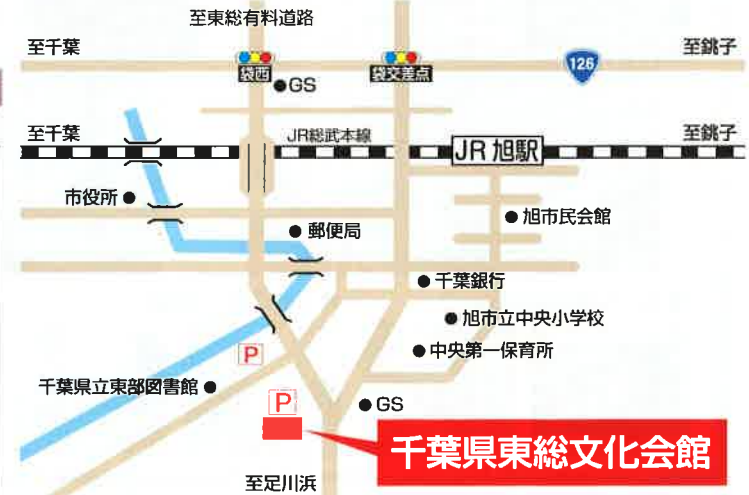 至東総有料道路
至千葉
至銚子
袋西
袋交差点
126
GS
至千葉
JR総武本線
JR 旭駅
至銚子
市役所
郵便局
旭市民会館
千葉銀行
旭市立中央小学校
中央第一保育所
P
千葉県立東部図書館
P
GS
千葉県東総文化会館
至足川浜